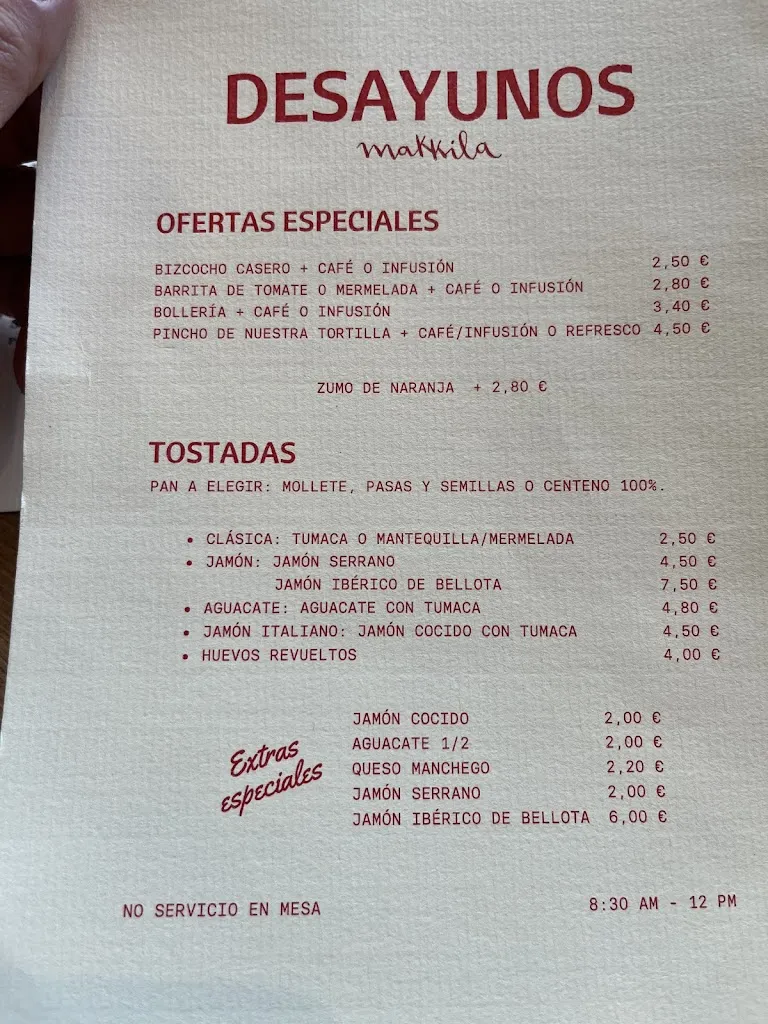 DESAYUNOS
makkila
OFERTAS ESPECIALES
BIZCOCHO CASERO + CAFÉ O INFUSIÓN 2,50 €
BARRITA DE TOMATE O MERMELADA + CAFÉ O INFUSIÓN 2,80 €
BOLLERÍA + CAFÉ O INFUSIÓN 3,40 €
PINCHO DE NUESTRA TORTILLA + CAFÉ/INFUSIÓN O REFRESCO 4,50 €
ZUMO DE NARANJA + 2,80 €
TOSTADAS
PAN A ELEGIR: MOLLETE, PASAS Y SEMILLAS O CENTENO 100%.
• CLÁSICA: TUMACA O MANTEQUILLA/MERMELADA 2,50 €
• JAMÓN: JAMÓN SERRANO 4,50 €
JAMÓN IBÉRICO DE BELLOTA 7,50 €
• AGUACATE: AGUACATE CON TUMACA 4,80 €
• JAMÓN ITALIANO: JAMÓN COCIDO CON TUMACA 4,50 €
• HUEVOS REVUELTOS 4,00 €
Extras
especiales
JAMÓN COCIDO 2,00 €
AGUACATE 1/2 2,00 €
QUESO MANCHEGO 2,20 €
JAMÓN SERRANO 2,00 €
JAMÓN IBÉRICO DE BELLOTA 6,00 €
NO SERVICIO EN MESA 8:30 AM - 12 PM